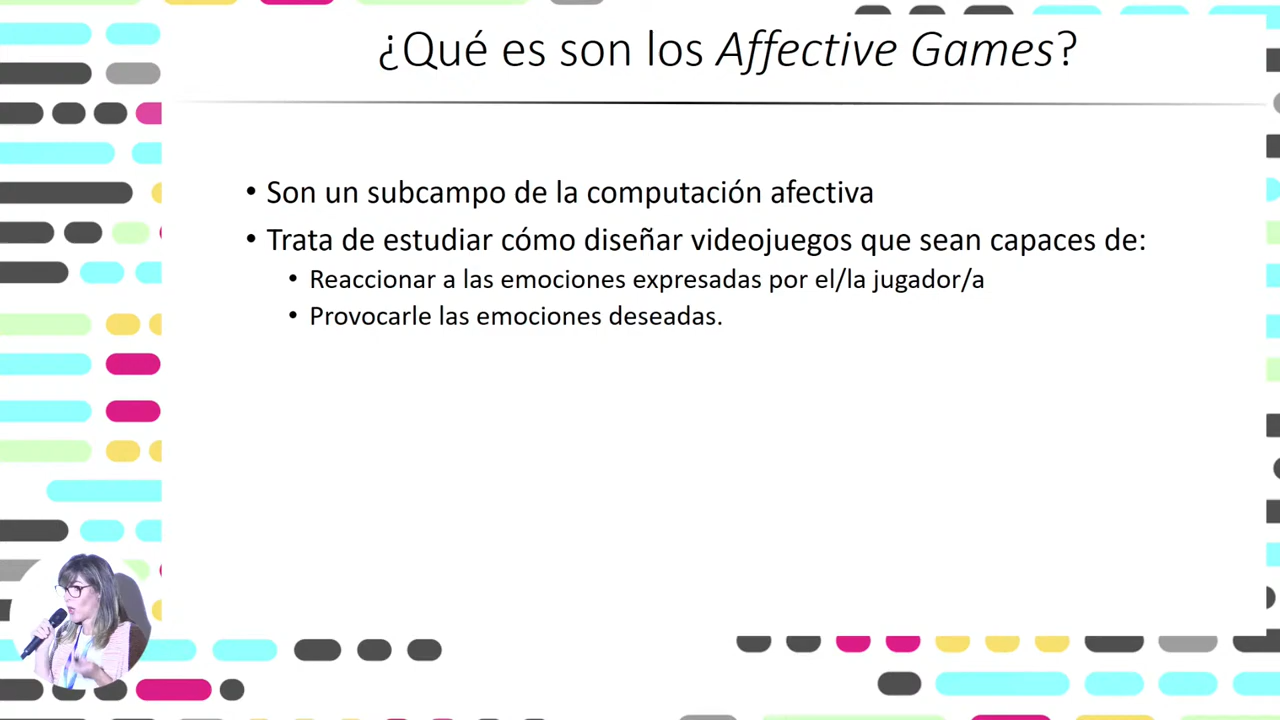 ¿Qué es son los Affective Games?
• Son un subcampo de la computación afectiva
• Trata de estudiar cómo diseñar videojuegos que sean capaces de:
• Reaccionar a las emociones expresadas por el/la jugador/a
• Provocarle las emociones deseadas.